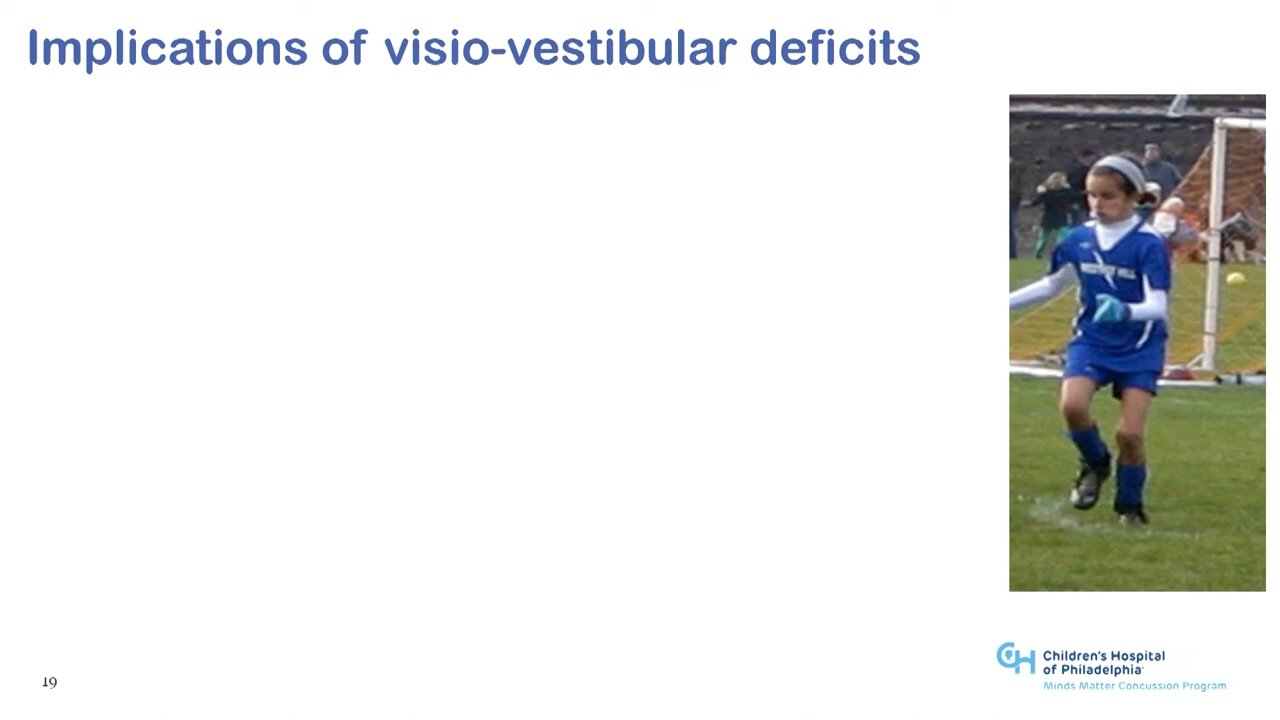 Implications of visio-vestibular deficits
Children's Hospital
of Philadelphia
Minds Matter Concussion Program
19